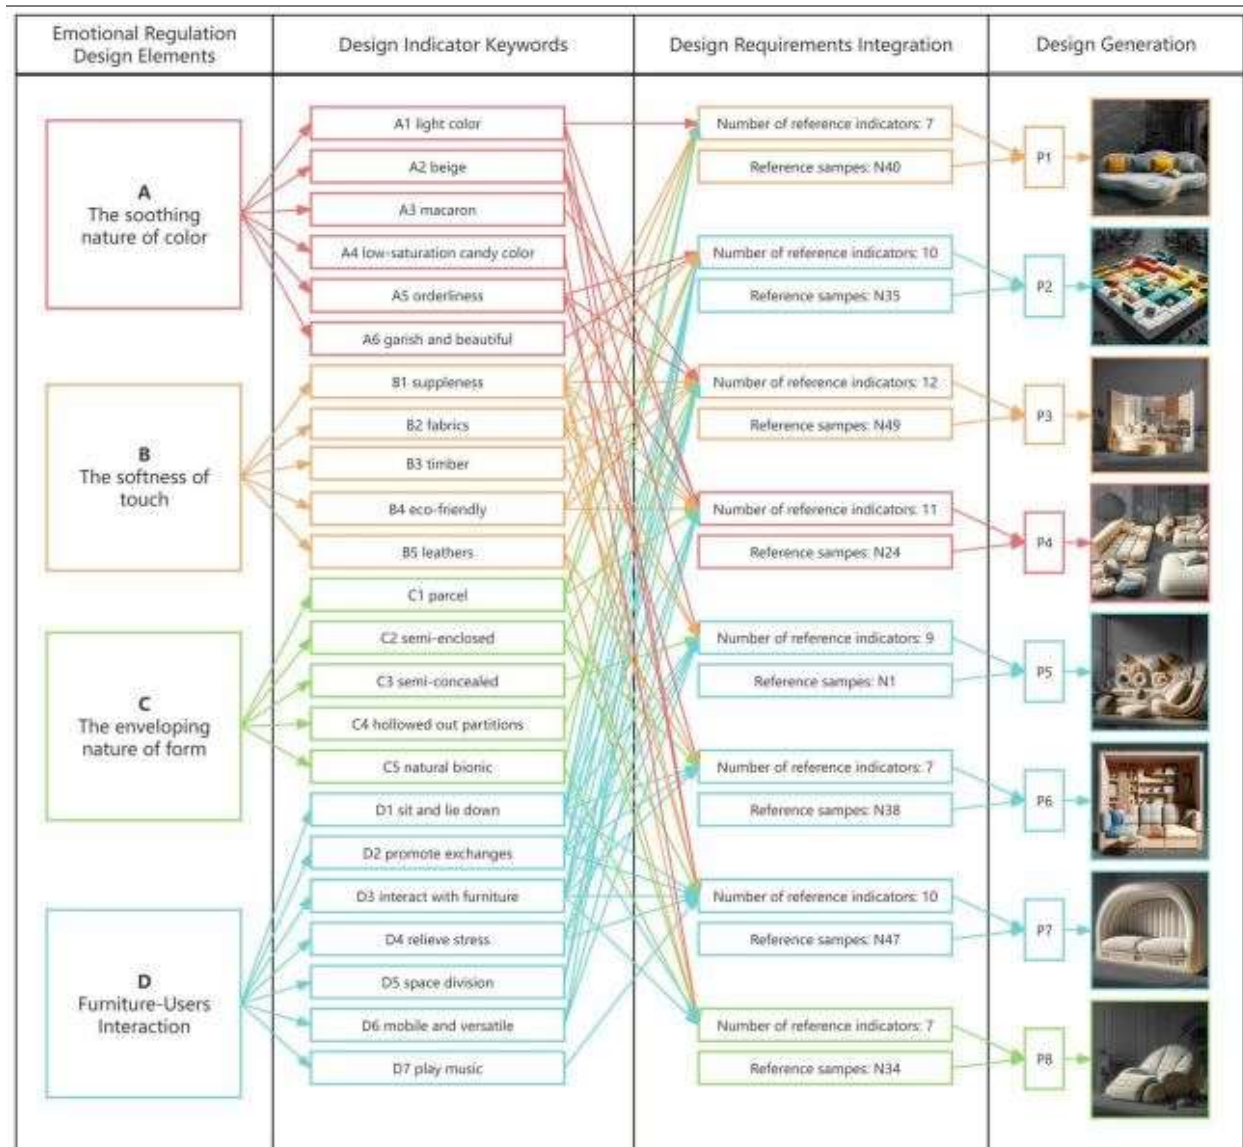 Emotional Regulation
Design Elements
Design Indicator Keywords
Design Requirements Integration
Design Generation
A
The soothing
nature of color
B
The softness of
touch
C
The enveloping
nature of form
D
Furniture-Users
Interaction
A1 light color
A2 beige
A3 macaron
A4 low-saturation candy color
A5 orderliness
A6 garish and beautiful
B1 suppleness
B2 fabrics
B3 timber
B4 eco-friendly
B5 leathers
C1 parcel
C2 semi-enclosed
C3 semi-concealed
C4 hollowed out partitions
C5 natural bionic
D1 sit and lie down
D2 promote exchanges
D3 interact with furniture
D4 relieve stress
D5 space division
D6 mobile and versatile
D7 play music
Number of reference indicators: 7
Reference sampes: N40
Number of reference indicators: 10
Reference sampes: N35
Number of reference indicators: 12
Reference sampes: N49
Number of reference indicators: 11
Reference sampes: N24
Number of reference indicators: 9
Reference sampes: N1
Number of reference indicators: 7
Reference sampes: N38
Number of reference indicators: 10
Reference sampes: N47
Number of reference indicators: 7
Reference sampes: N34
P1
P2
P3
P4
P5
P6
P7
P8